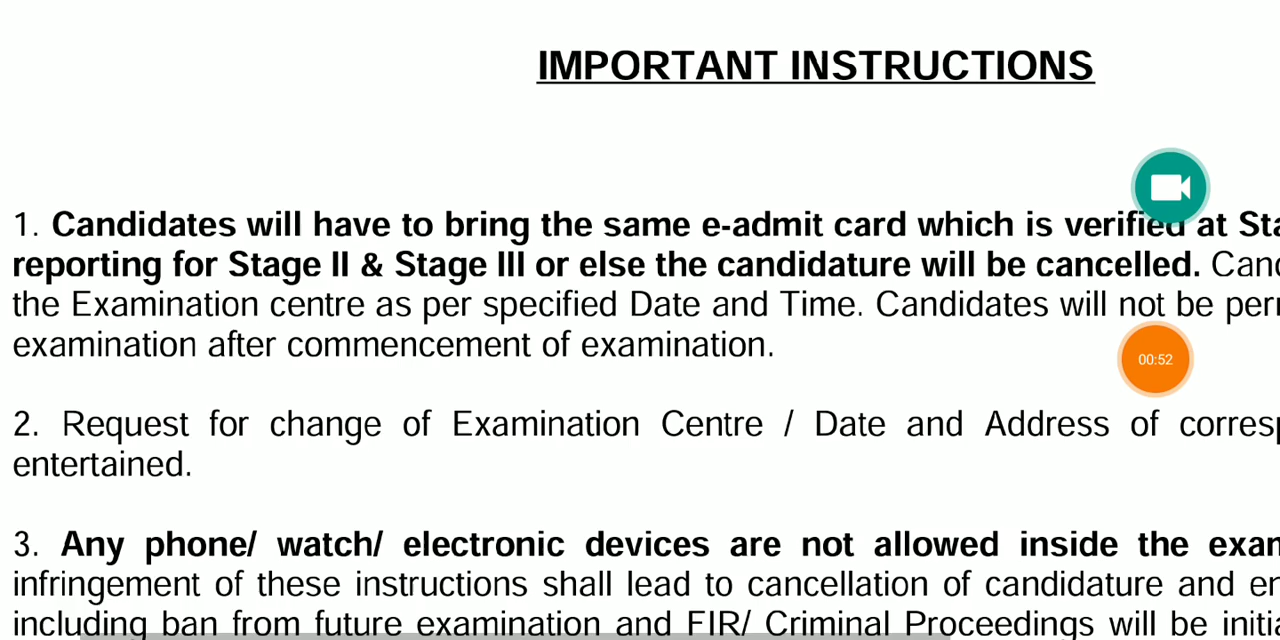 IMPORTANT INSTRUCTIONS
1. Candidates will have to bring the same e-admit card which is verified at
reporting for Stage II & Stage III or else the candidature will be cancelled.
the Examination centre as per specified Date and Time. Candidates will not be
examination after commencement of examination.
00:52
2. Request for change of Examination Centre / Date and Address of
entertained.
3. Any phone/ watch/ electronic devices are not allowed inside the
infringement of these instructions shall lead to cancellation of candidature and
including ban from future examination and FIR/ Criminal Proceedings will be